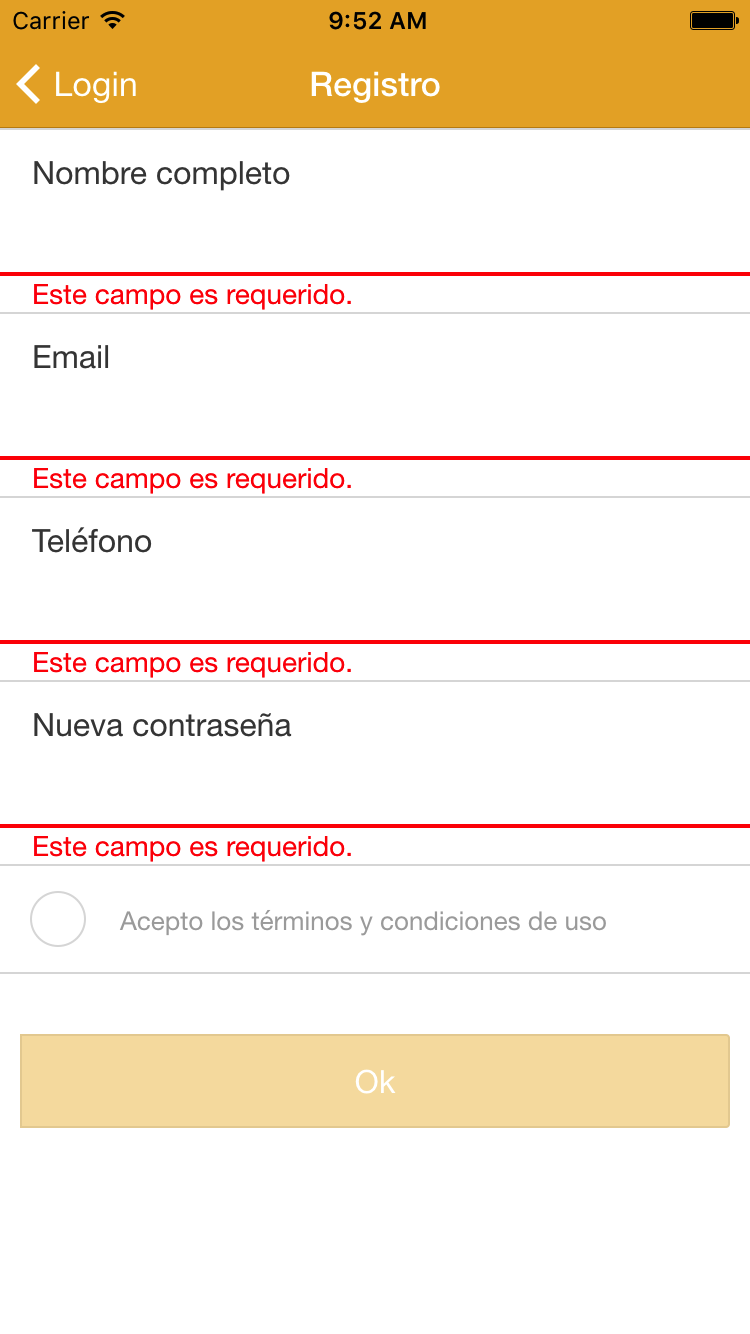 Carrier 9:52 AM
Login Registro
Nombre completo
Este campo es requerido.
Email
Este campo es requerido.
Teléfono
Este campo es requerido.
Nueva contraseña
Este campo es requerido.
Acepto los términos y condiciones de uso
Ok